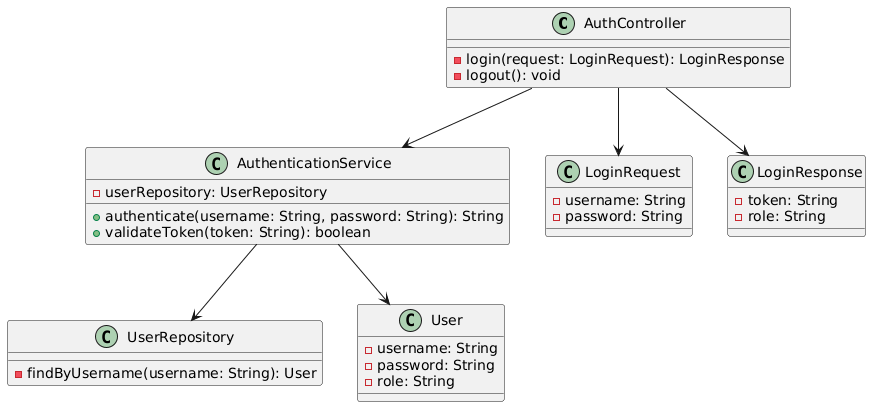 C AuthController
login(request: LoginRequest): LoginResponse
logout(): void
C AuthenticationService
userRepository: UserRepository
authenticate(username: String, password: String): String
validateToken(token: String): boolean
C LoginRequest
username: String
password: String
C LoginResponse
token: String
role: String
C UserRepository
findByUsername(username: String): User
C User
username: String
password: String
role: String